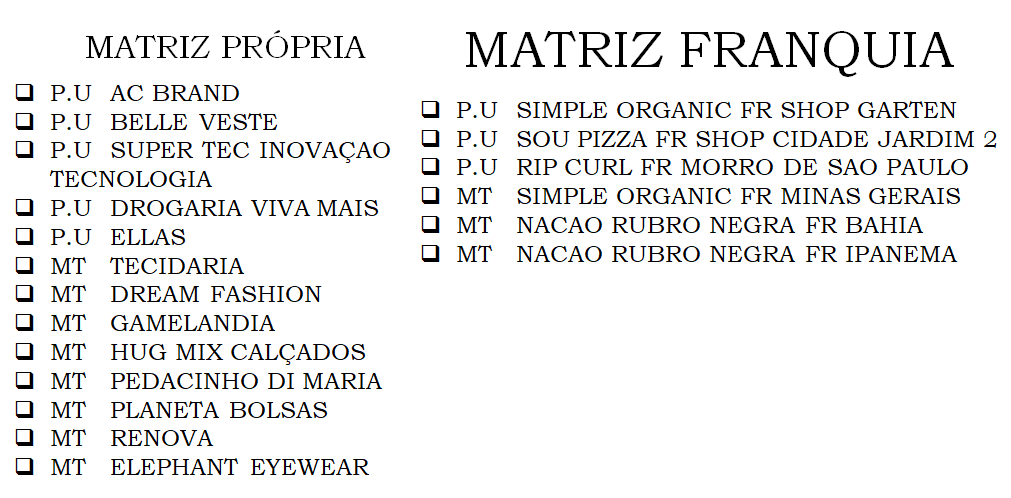 MATRIZ PRÓPRIA
❑ P.U AC BRAND
❑ P.U BELLE VESTE
❑ P.U SUPER TEC INOVAÇAO
TECNOLOGIA
❑ P.U DROGARIA VIVA MAIS
❑ P.U ELLAS
❑ MT TECIDARIA
❑ MT DREAM FASHION
❑ MT GAMELANDIA
❑ MT HUG MIX CALÇADOS
❑ MT PEDACINHO DI MARIA
❑ MT PLANETA BOLSAS
❑ MT RENOVA
❑ MT ELEPHANT EYEWEAR
MATRIZ FRANQUIA
❑ P.U SIMPLE ORGANIC FR SHOP GARTEN
❑ P.U SOU PIZZA FR SHOP CIDADE JARDIM 2
❑ P.U RIP CURL FR MORRO DE SAO PAULO
❑ MT SIMPLE ORGANIC FR MINAS GERAIS
❑ MT NACAO RUBRO NEGRA FR BAHIA
❑ MT NACAO RUBRO NEGRA FR IPANEMA